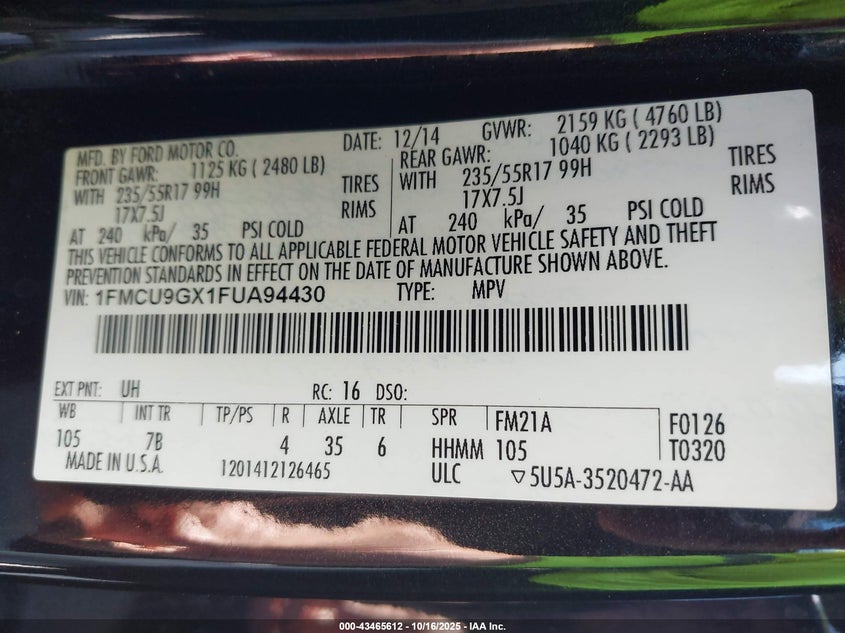 MFD. BY FORD MOTOR CO.
DATE: 12/14 GVWR: 2159 KG ( 4760 LB)
FRONT GAWR: 1125 KG ( 2480 LB)
REAR GAWR: 1040 KG ( 2293 LB)
WITH 235/55R17 99H TIRES
WITH 235/55R17 99H TIRES
17X7.5J RIMS
17X7.5J RIMS
AT 240 kPa/ 35 PSI COLD
AT 240 kPa/ 35 PSI COLD
THIS VEHICLE CONFORMS TO ALL APPLICABLE FEDERAL MOTOR VEHICLE SAFETY AND THEFT
PREVENTION STANDARDS IN EFFECT ON THE DATE OF MANUFACTURE SHOWN ABOVE.
VIN: 1FMCU9GX1FUA94430 TYPE: MPV
EXT PNT: UH RC: 16 DSO:
WB INT TR TP/PS R AXLE TR SPR FM21A F0126
105 7B 4 35 6 HHMM 105 T0320
MADE IN U.S.A. 1201412126465 ULC ▽5U5A-3520472-AA
000-43465612 - 10/16/2025 - IAA Inc.